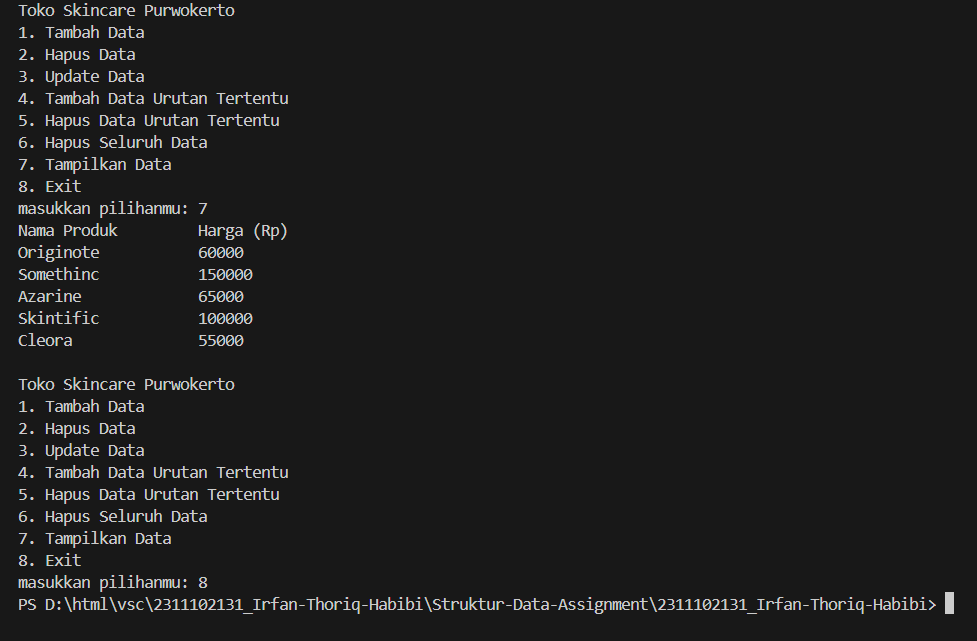 Toko Skincare Purwokerto
1. Tambah Data
2. Hapus Data
3. Update Data
4. Tambah Data Urutan Tertentu
5. Hapus Data Urutan Tertentu
6. Hapus Seluruh Data
7. Tampilkan Data
8. Exit
masukkan pilihanmu: 7
Nama Produk         Harga (Rp)
Originote           60000
Somethinc           150000
Azarine             65000
Skintific           100000
Cleora              55000

Toko Skincare Purwokerto
1. Tambah Data
2. Hapus Data
3. Update Data
4. Tambah Data Urutan Tertentu
5. Hapus Data Urutan Tertentu
6. Hapus Seluruh Data
7. Tampilkan Data
8. Exit
masukkan pilihanmu: 8
PS D:\html\vsc\2311102131_Irfan-Thoriq-Habibi\Struktur-Data-Assignment\2311102131_Irfan-Thoriq-Habibi>